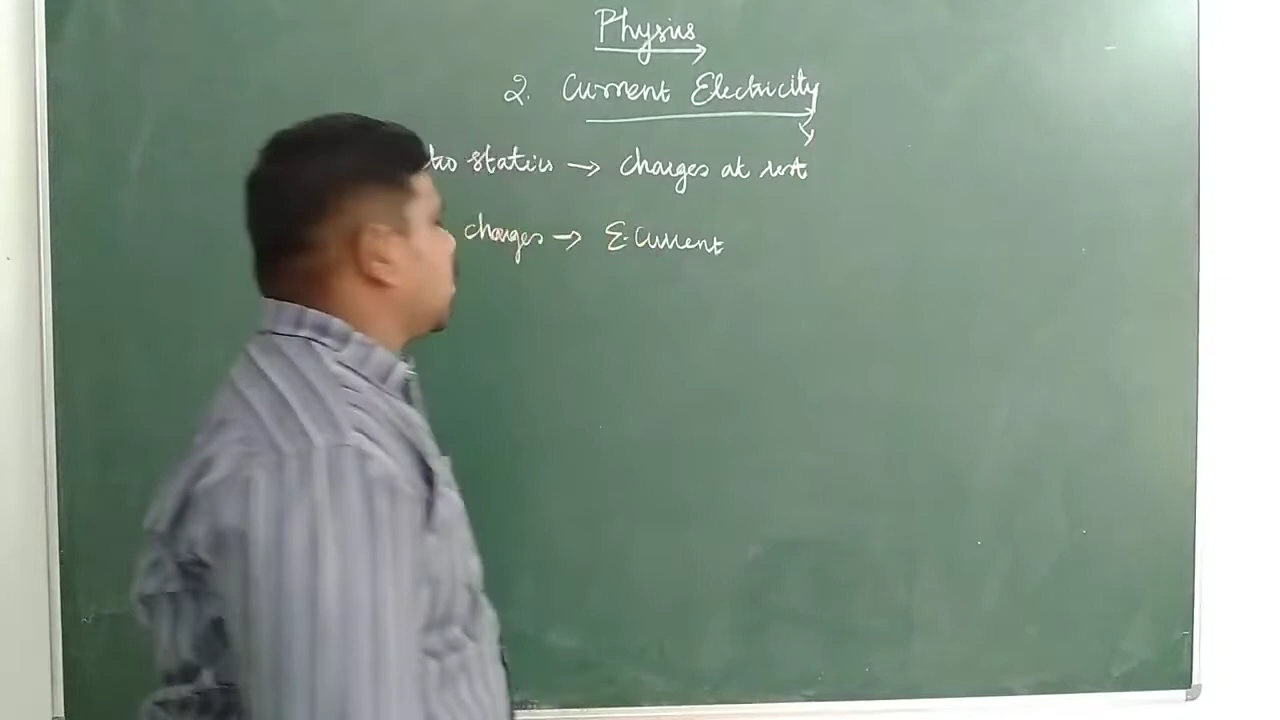 Physics
2. Current Electricity
tro statics → charges at rest
charges → E.Current